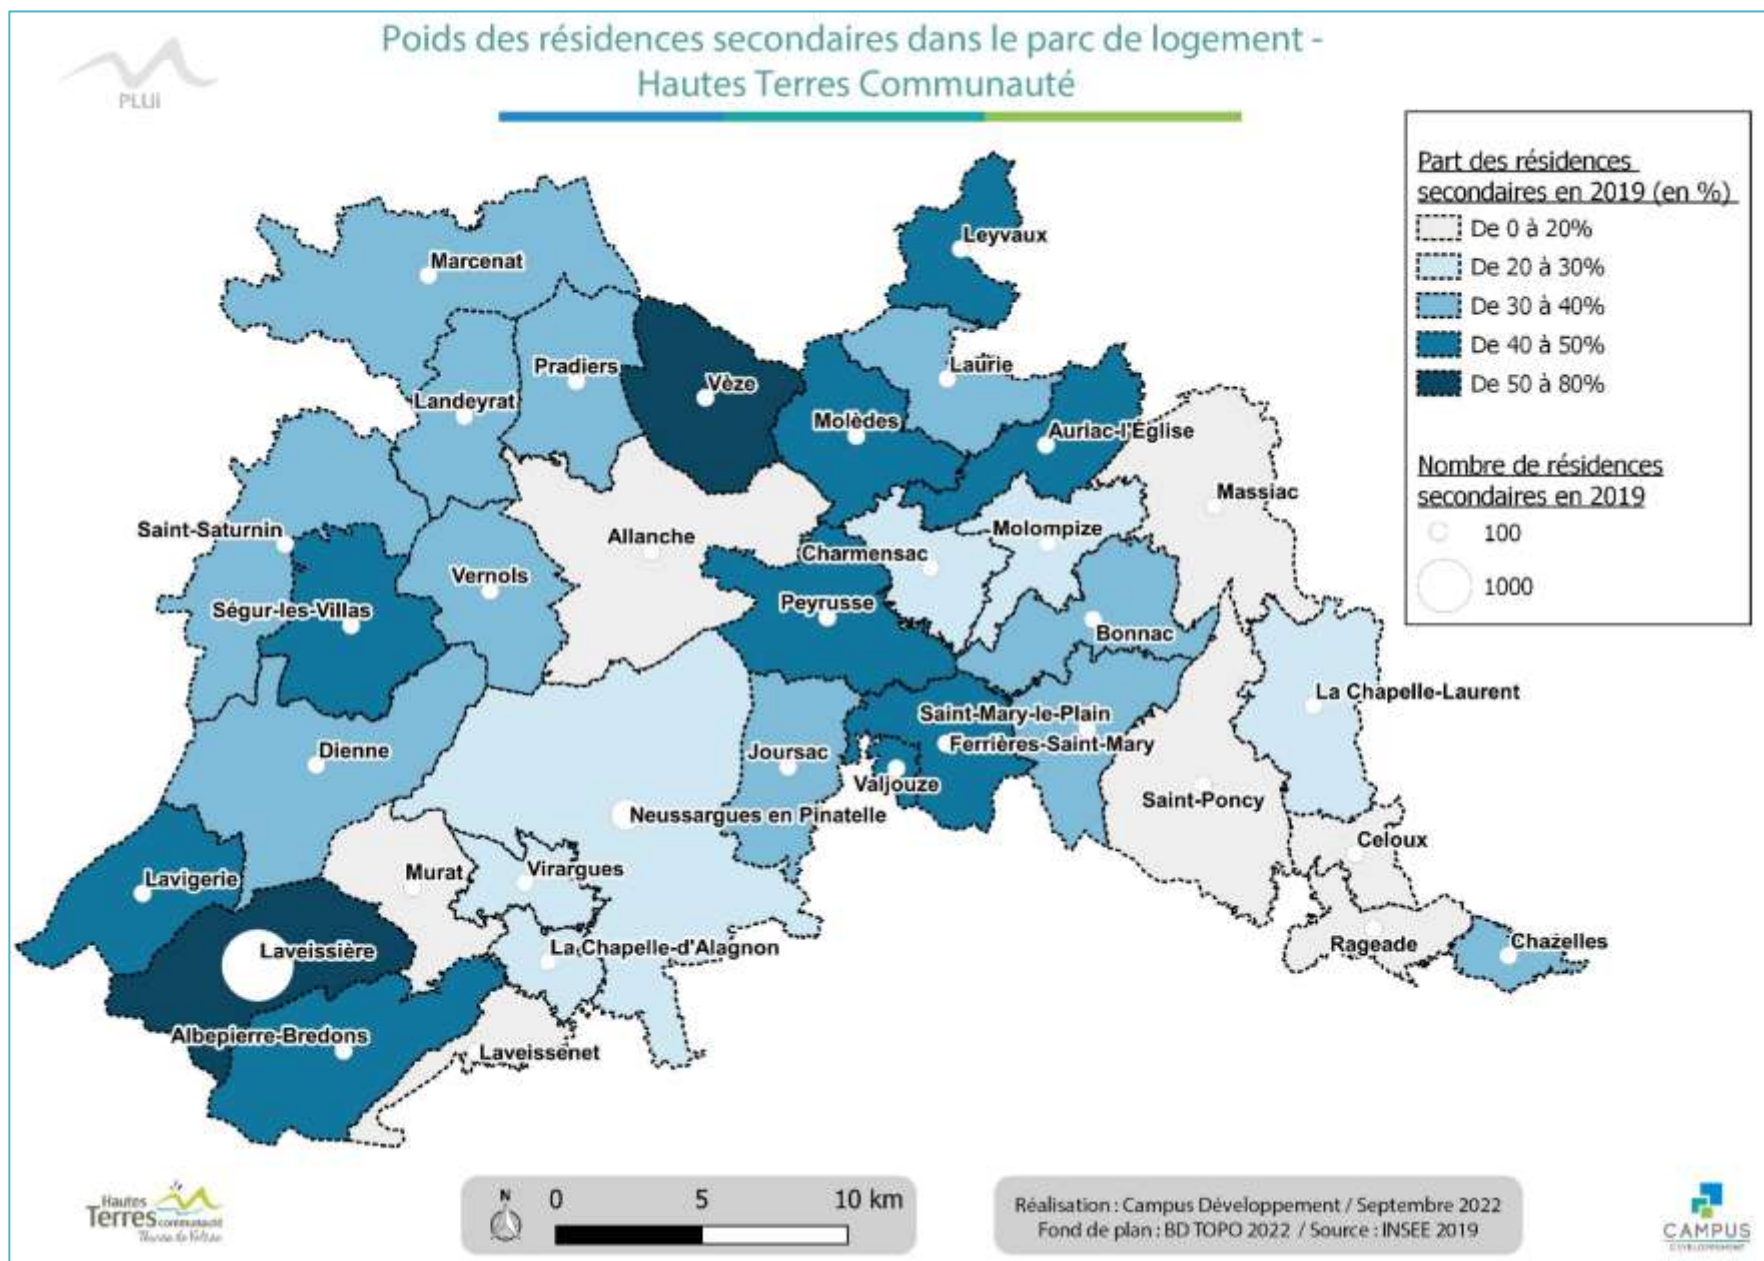 Poids des résidences secondaires dans le parc de logement -
Hautes Terres Communauté
PLUi
Part des résidences
secondaires en 2019 (en %)
De 0 à 20%
De 20 à 30%
De 30 à 40%
De 40 à 50%
De 50 à 80%
Nombre de résidences
secondaires en 2019
100
1000
Leyvaux
Marcenat
Pradiers
Vèze
Laurie
Landeyrat
Molèdes
Auriac-l'Église
Massiac
Saint-Saturnin
Allanche
Molompize
Charmensac
Vernols
Ségur-les-Villas
Peyrusse
Bonnac
La Chapelle-Laurent
Saint-Mary-le-Plain
Dienne
Joursac
Ferrières-Saint-Mary
Valjouze
Saint-Poncy
Neussargues en Pinatelle
Celoux
Murat
Virargues
Lavigerie
Rageade
Chazelles
Laveissière
La Chapelle-d'Alagnon
Albepierre-Bredons
Laveissenet
Hautes
Terres communauté
N
0 5 10 km
Réalisation : Campus Développement / Septembre 2022
Fond de plan : BD TOPO 2022 / Source : INSEE 2019
CAMPUS
DÉVELOPPEMENT